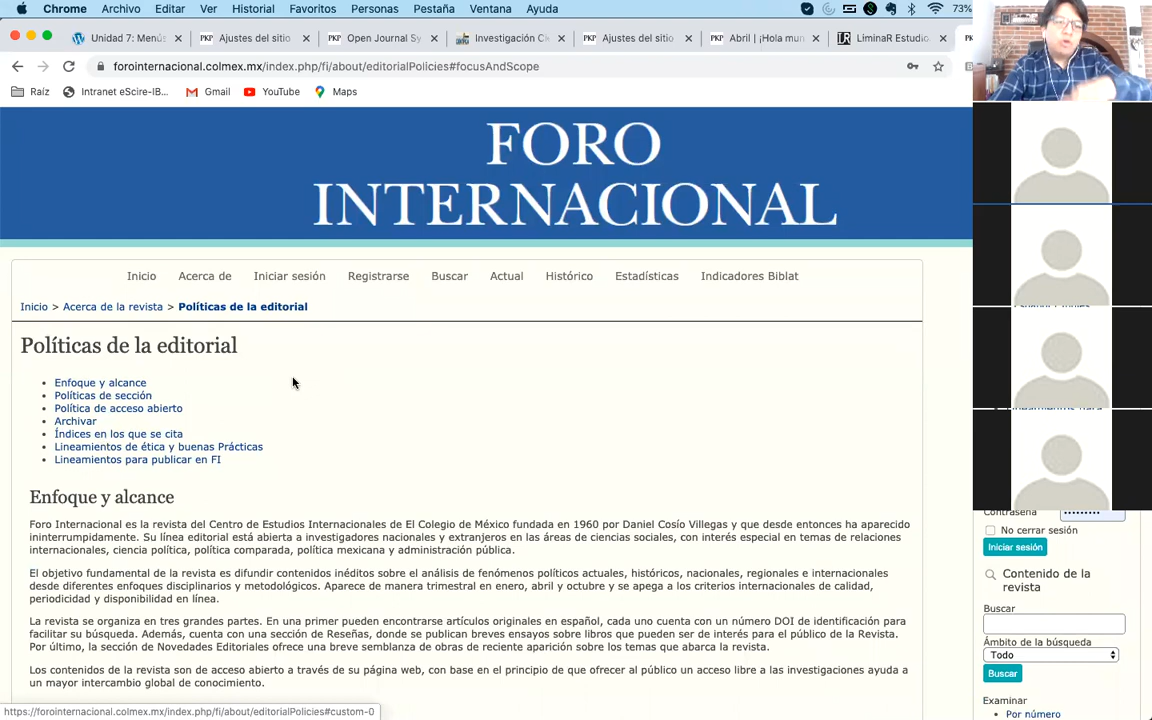 Chrome Archivo Editar Ver Historial Favoritos Personas Pestaña Ventana Ayuda 73%
Unidad 7: Menús Ajustes del sitio Open Journal Sy Investigación Ci Ajustes del sitio Abril | ¡Hola mun LiminaR Estudio
forointernacional.colmex.mx/index.php/fi/about/editorialPolicies#focusAndScope
Raíz Intranet eScire-IB... Gmail YouTube Maps
FORO
INTERNACIONAL
Inicio Acerca de Iniciar sesión Registrarse Buscar Actual Histórico Estadísticas Indicadores Biblat
Inicio > Acerca de la revista > Políticas de la editorial
Políticas de la editorial
Enfoque y alcance
Políticas de sección
Política de acceso abierto
Archivar
Índices en los que se cita
Lineamientos de ética y buenas Prácticas
Lineamientos para publicar en FI
Enfoque y alcance
Foro Internacional es la revista del Centro de Estudios Internacionales de El Colegio de México fundada en 1960 por Daniel Cosío Villegas y que desde entonces ha aparecido
ininterrumpidamente. Su línea editorial está abierta a investigadores nacionales y extranjeros en las áreas de ciencias sociales, con interés especial en temas de relaciones
internacionales, ciencia política, política comparada, política mexicana y administración pública.
El objetivo fundamental de la revista es difundir contenidos inéditos sobre el análisis de fenómenos políticos actuales, históricos, nacionales, regionales e internacionales
desde diferentes enfoques disciplinarios y metodológicos. Aparece de manera trimestral en enero, abril y octubre y se apega a los criterios internacionales de calidad,
periodicidad y disponibilidad en línea.
La revista se organiza en tres grandes partes. En una primer pueden encontrarse artículos originales en español, cada uno cuenta con un número DOI de identificación para
facilitar su búsqueda. Además, cuenta con una sección de Reseñas, donde se publican breves ensayos sobre libros que pueden ser de interés para el público de la Revista.
Por último, la sección de Novedades Editoriales ofrece una breve semblanza de obras de reciente aparición sobre los temas que abarca la revista.
Los contenidos de la revista son de acceso abierto a través de su página web, con base en el principio de que ofrecer al público un acceso libre a las investigaciones ayuda a
un mayor intercambio global de conocimiento.
Contraseña
No cerrar sesión
Iniciar sesión
Contenido de la
revista
Buscar
Ámbito de la búsqueda
Todo
Buscar
Examinar
Por número
https://forointernacional.colmex.mx/index.php/fi/about/editorialPolicies#custom-0